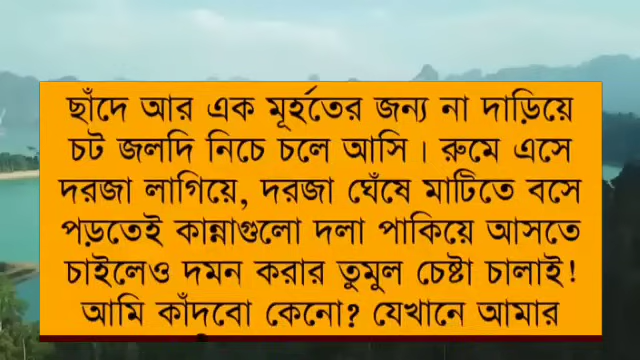 ছাঁদে আর এক মূহৰ্তের জন্য না দাড়িয়ে
চট জলদি নিচে চলে আসি। রুমে এসে
দরজা লাগিয়ে, দরজা ঘেঁষে মাটিতে বসে
পড়তেই কান্নাগুলো দলা পাকিয়ে আসতে
চাইলেও দমন করার তুমুল চেষ্টা চালাই!
আমি কাঁদবো কেনো? যেখানে আমার